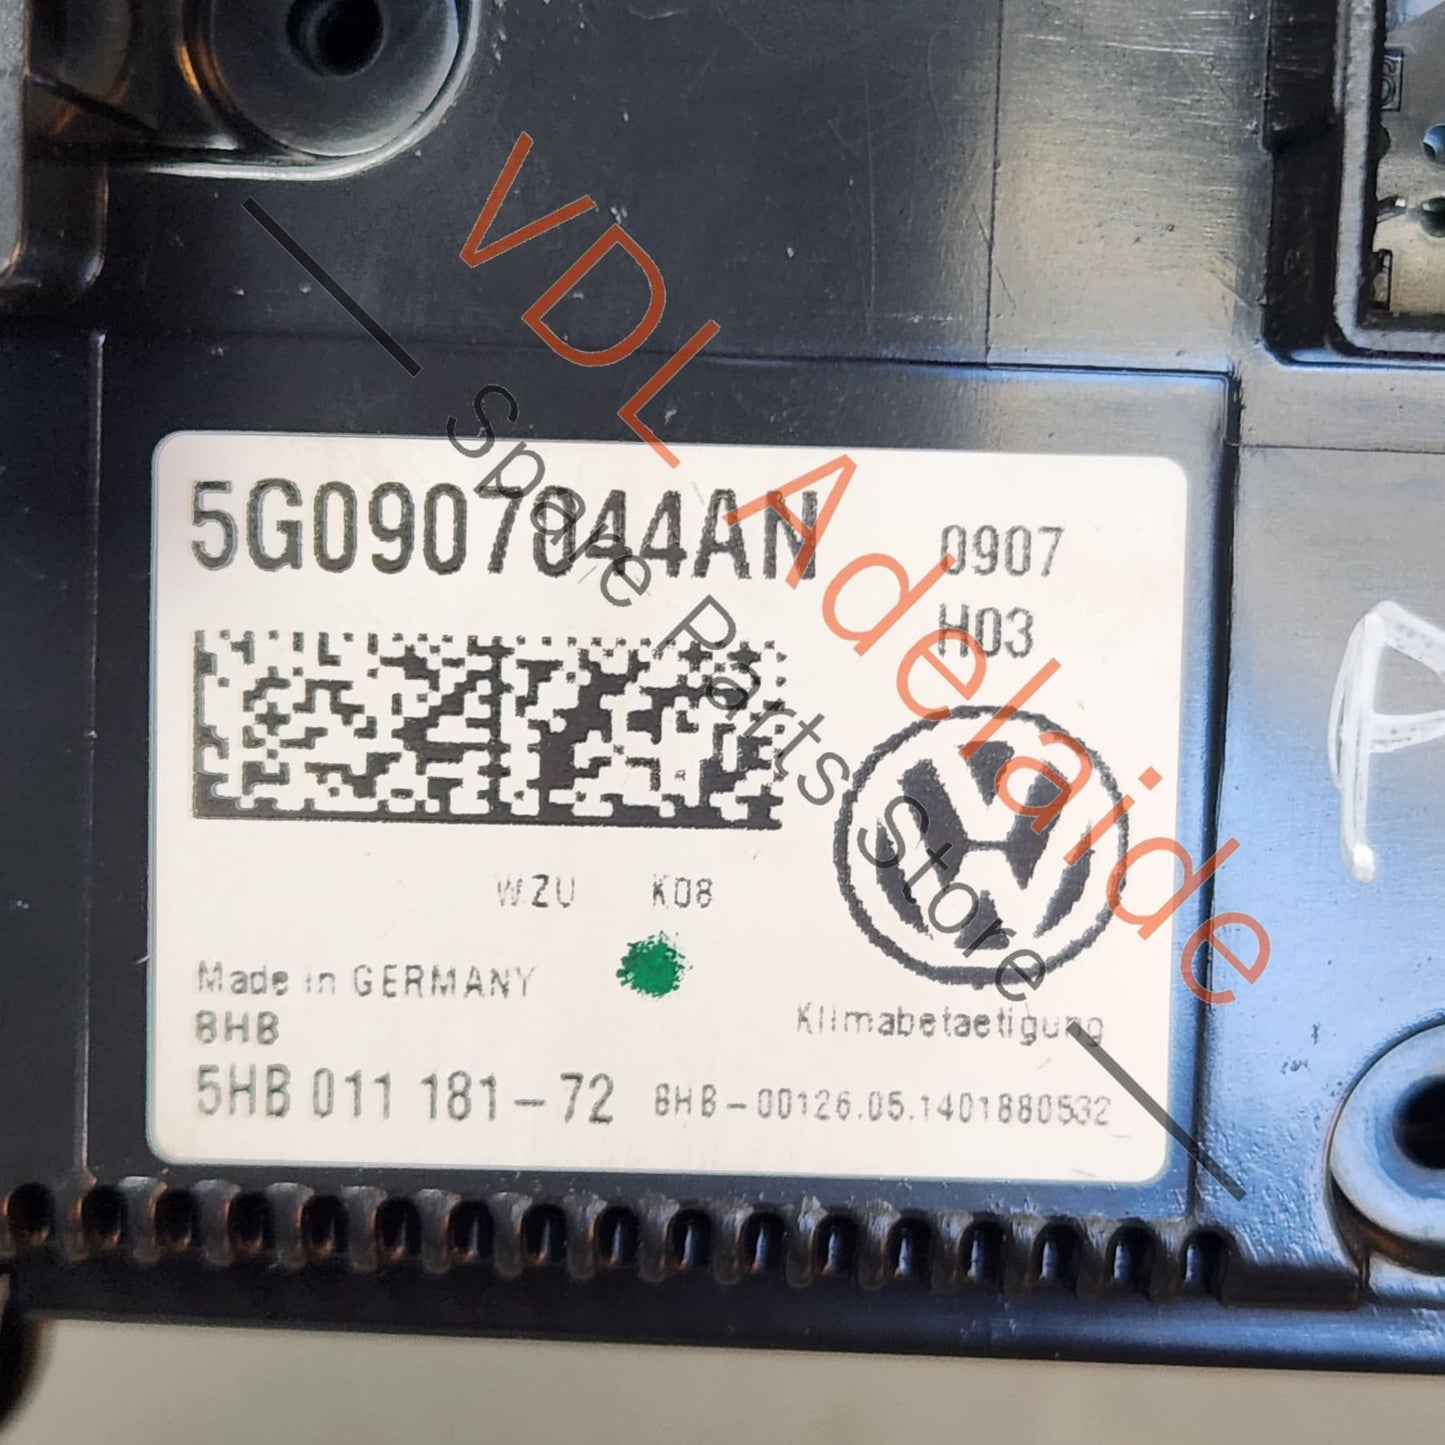 VDL Adelaide
Spare Parts Store
5G0907044AN
0907
H03
WZU K08
Made in GERMANY
8HB
Klimabetaetigung
5HB 011 181-72
8HB-00126.05.1401880532